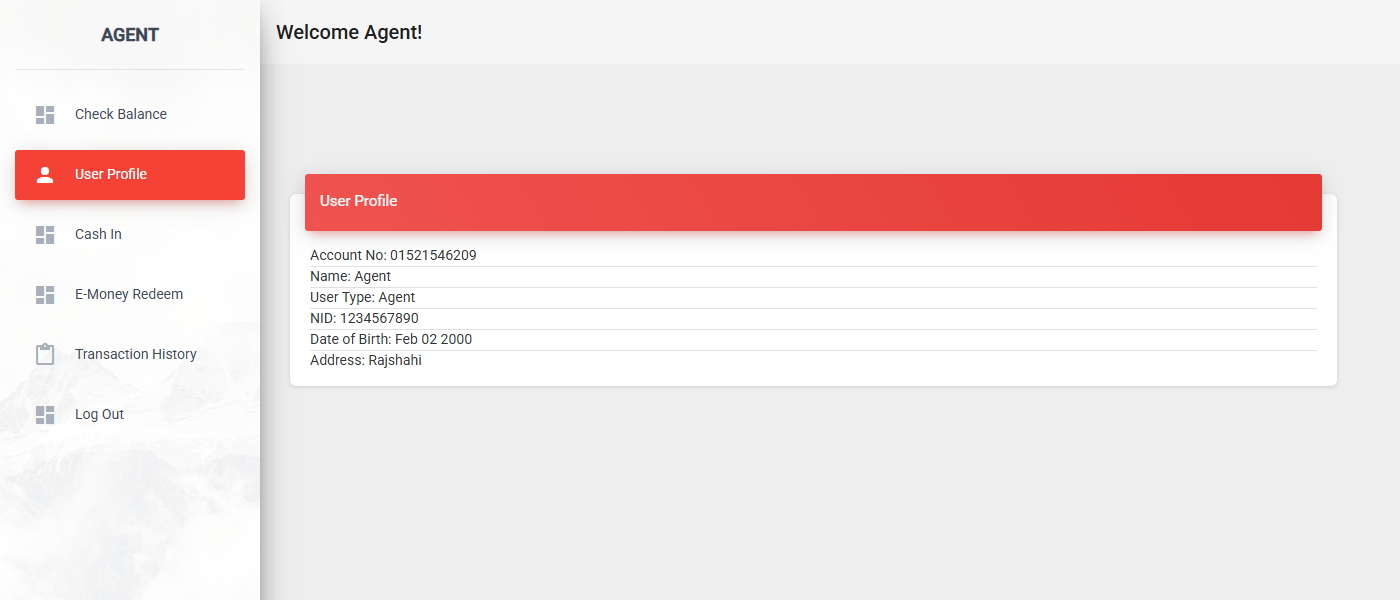 AGENT
Check Balance
User Profile
Cash In
E-Money Redeem
Transaction History
Log Out
Welcome Agent!
User Profile
Account No: 01521546209
Name: Agent
User Type: Agent
NID: 1234567890
Date of Birth: Feb 02 2000
Address: Rajshahi